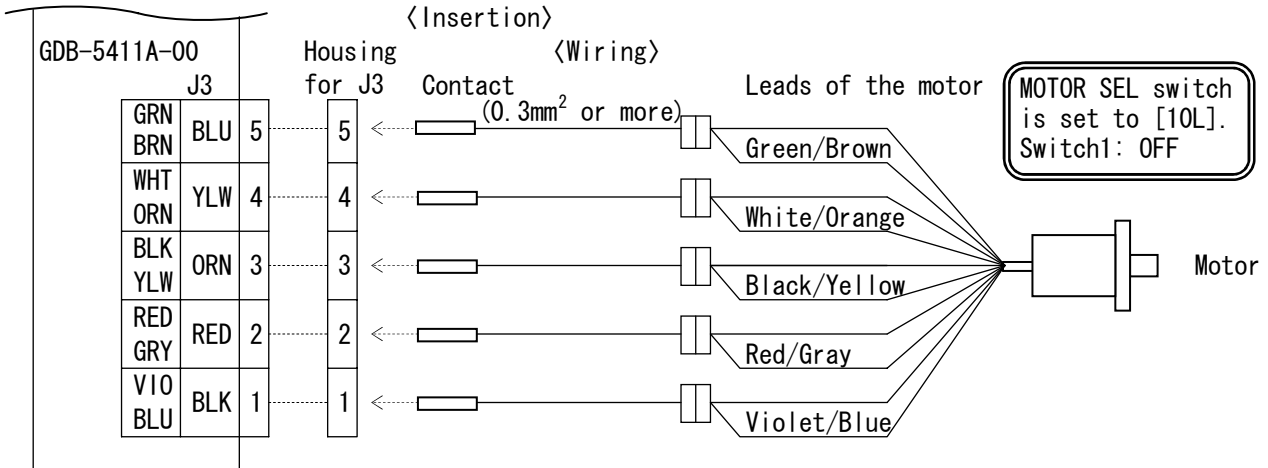 〈Insertion〉
GDB-5411A-00
Housing
〈Wiring〉
J3
for J3
Contact
Leads of the motor
(0.3mm² or more)
MOTOR SEL switch
is set to [10L].
Switch1: OFF
GRN
BRN
BLU
5
5
Green/Brown
WHT
ORN
YLW
4
4
White/Orange
BLK
YLW
ORN
3
3
Black/Yellow
Motor
RED
GRY
RED
2
2
Red/Gray
VIO
BLU
BLK
1
1
Violet/Blue